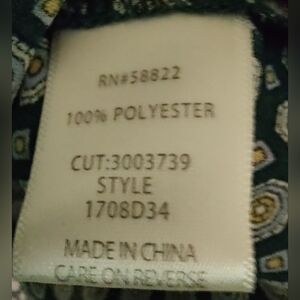 RN#58822
100% POLYESTER
CUT:3003739
STYLE
1708D34
MADE IN CHINA
CARE ON REVERSE